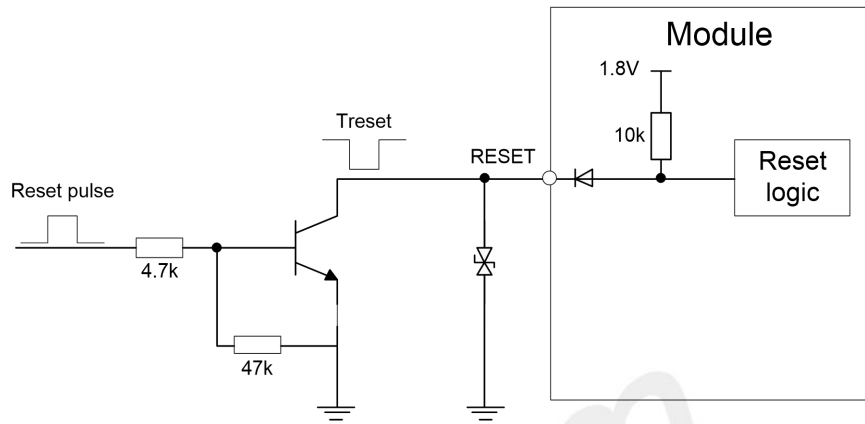 Module
1.8V
Treset
10k
RESET
Reset
logic
Reset pulse
4.7k
47k